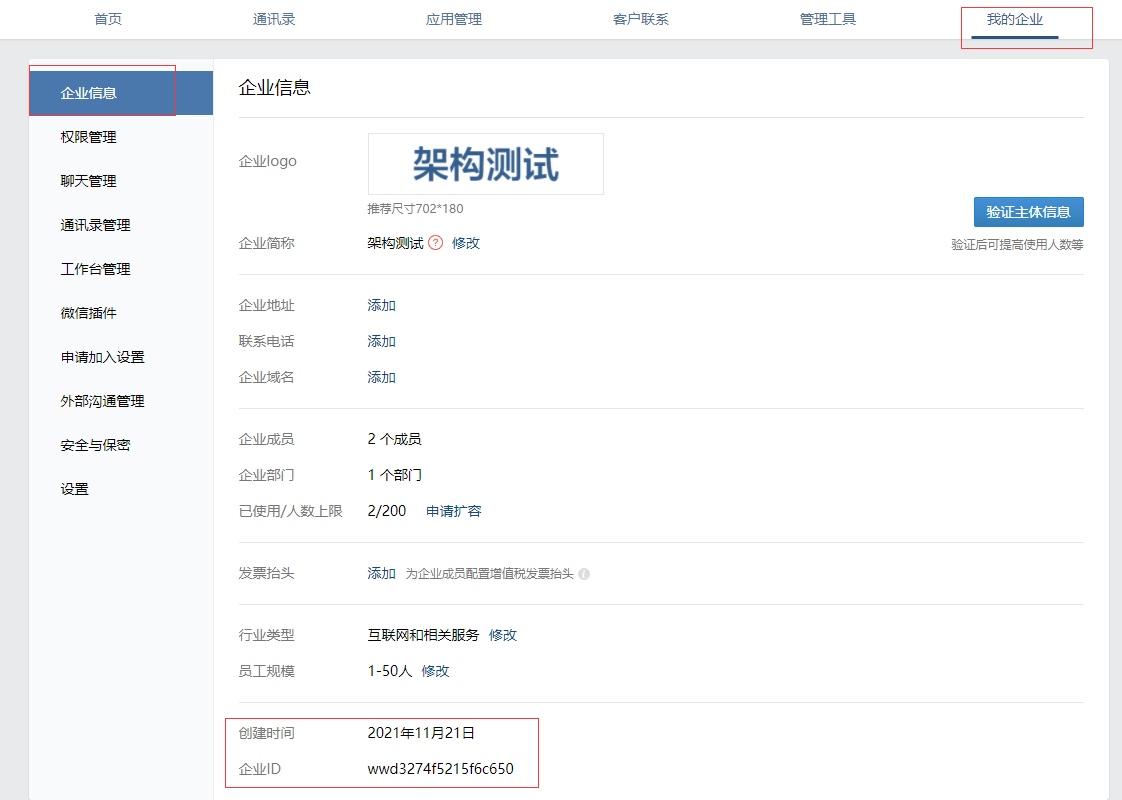 首页 通讯录 应用管理 客户联系 管理工具 我的企业
企业信息
权限管理
聊天管理
通讯录管理
工作台管理
微信插件
申请加入设置
外部沟通管理
安全与保密
设置
企业信息
企业logo 架构测试
推荐尺寸702*180
验证主体信息
企业简称 架构测试 ? 修改
验证后可提高使用人数等
企业地址 添加
联系电话 添加
企业域名 添加
企业成员 2 个成员
企业部门 1 个部门
已使用/人数上限 2/200 申请扩容
发票抬头 添加 为企业成员配置增值税发票抬头 i
行业类型 互联网和相关服务 修改
员工规模 1-50人 修改
创建时间 2021年11月21日
企业ID wwd3274f5215f6c650